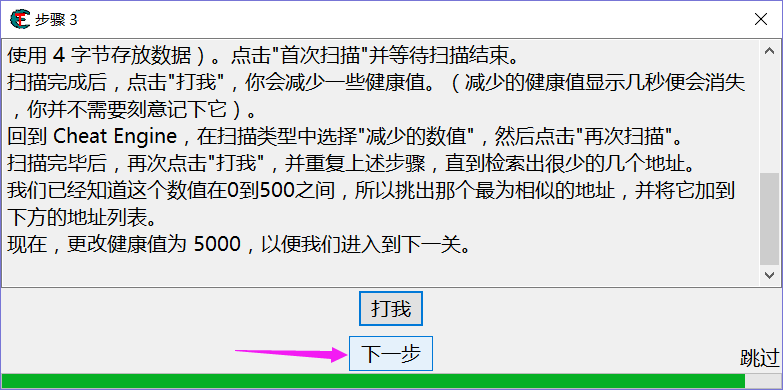 步骤 3
使用 4 字节存放数据）。点击"首次扫描"并等待扫描结束。
扫描完成后，点击"打我"，你会减少一些健康值。（减少的健康值显示几秒便会消失
，你并不需要刻意记下它）。
回到 Cheat Engine，在扫描类型中选择"减少的数值"，然后点击"再次扫描"。
扫描完毕后，再次点击"打我"，并重复上述步骤，直到检索出很少的几个地址。
我们已经知道这个数值在0到500之间，所以挑出那个最为相似的地址，并将它加到
下方的地址列表。
现在，更改健康值为 5000，以便我们进入到下一关。
打我
下一步
跳过